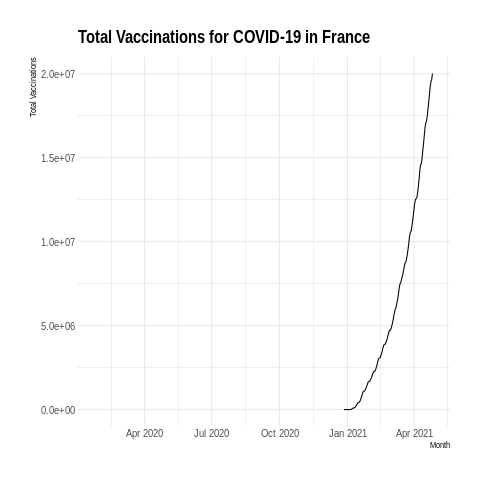 Total Vaccinations for COVID-19 in France
Total Vaccinations
2.0e+07
1.5e+07
1.0e+07
5.0e+06
0.0e+00
Apr 2020 Jul 2020 Oct 2020 Jan 2021 Apr 2021
Month